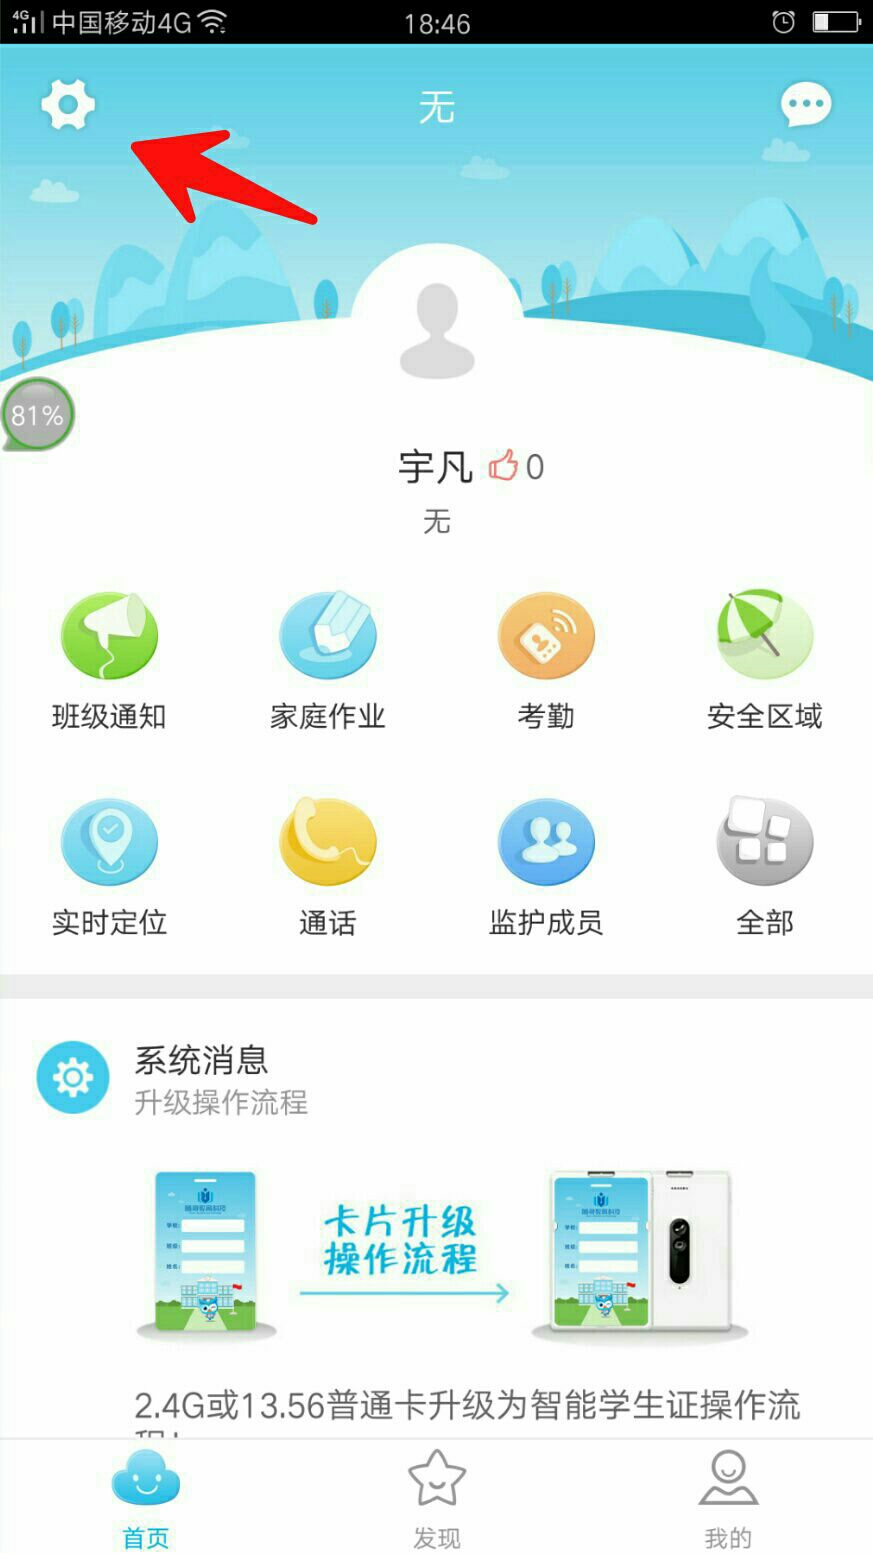 4G 中国移动4G 18:46
无
81%
宇凡 0
无
班级通知 家庭作业 考勤 安全区域
实时定位 通话 监护成员 全部
系统消息
升级操作流程
卡片升级
操作流程
学校:
班级:
姓名:
学校:
班级:
姓名:
2.4G或13.56普通卡升级为智能学生证操作流
首页 发现 我的